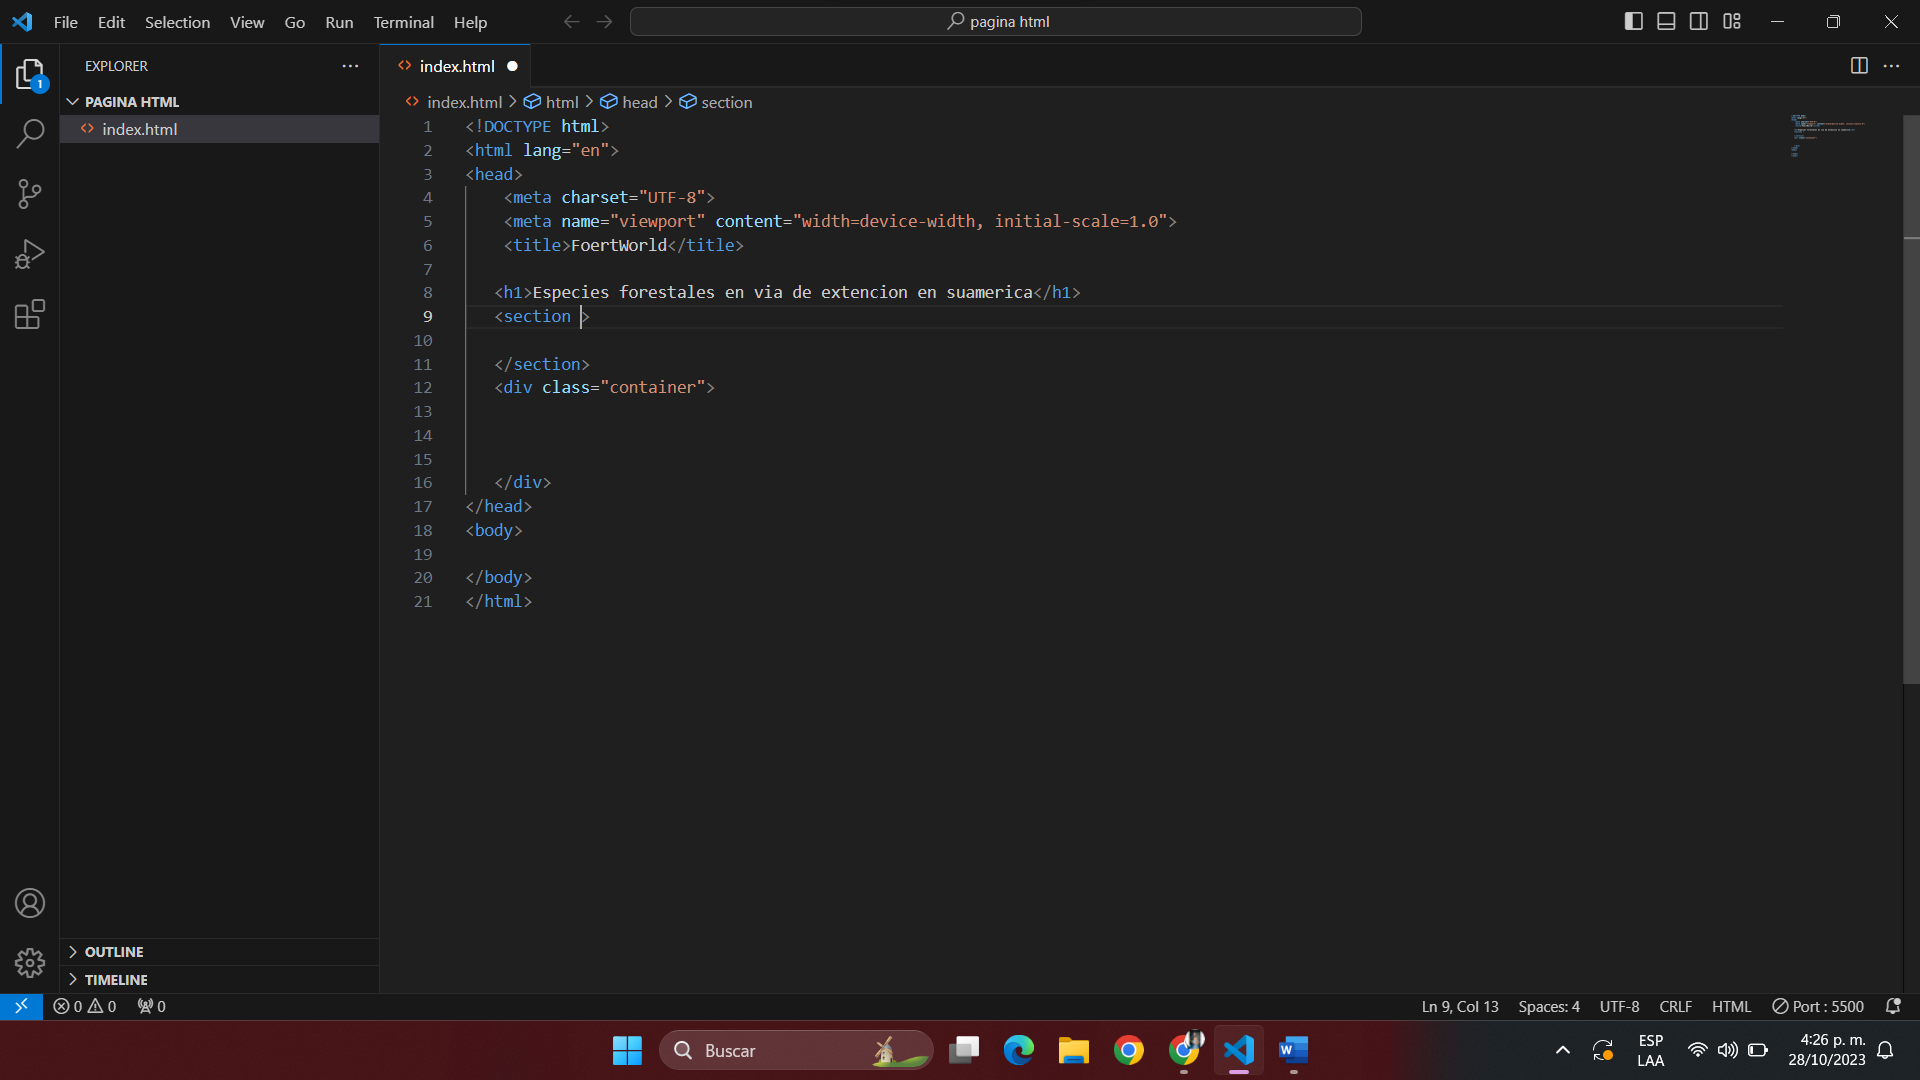 File Edit Selection View Go Run Terminal Help
pagina html
EXPLORER
index.html
PAGINA HTML
index.html > html > head > section
index.html
1 <!DOCTYPE html>
2 <html lang="en">
3 <head>
4 <meta charset="UTF-8">
5 <meta name="viewport" content="width=device-width, initial-scale=1.0">
6 <title>FoertWorld</title>
7
8 <h1>Especies forestales en via de extencion en suamerica</h1>
9 <section >
10
11 </section>
12 <div class="container">
13
14
15
16 </div>
17 </head>
18 <body>
19
20 </body>
21 </html>
1
OUTLINE
TIMELINE
0 0 0
Ln 9, Col 13 Spaces: 4 UTF-8 CRLF HTML Port : 5500
Buscar
W
ESP
LAA
4:26 p. m.
28/10/2023